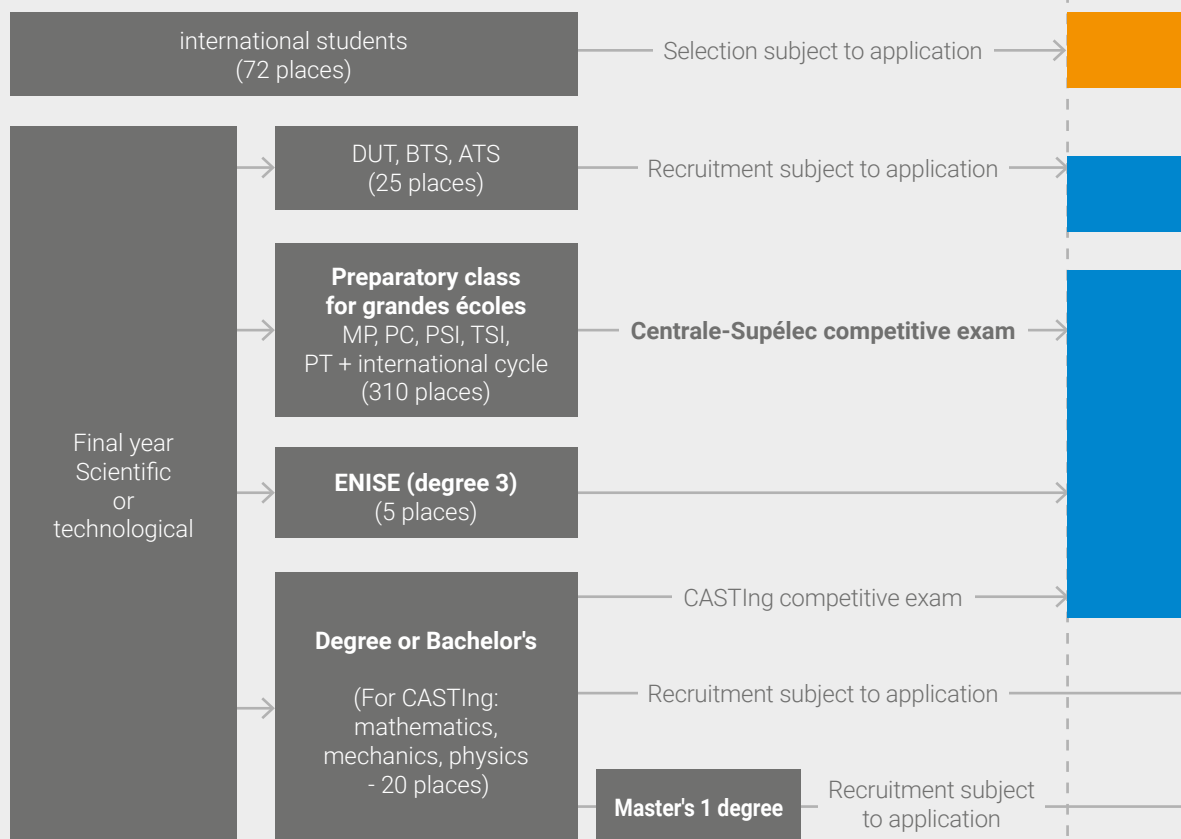 international students
(72 places)
Selection subject to application
DUT, BTS, ATS
(25 places)
Recruitment subject to application
Preparatory class
for grandes écoles
MP, PC, PSI, TSI,
PT + international cycle
(310 places)
Centrale-Supélec competitive exam
Final year
Scientific
or
technological
ENISE (degree 3)
(5 places)
CASTIng competitive exam
Degree or Bachelor's
(For CASTIng:
mathematics,
mechanics, physics
- 20 places)
Recruitment subject to application
Master's 1 degree
Recruitment subject
to application